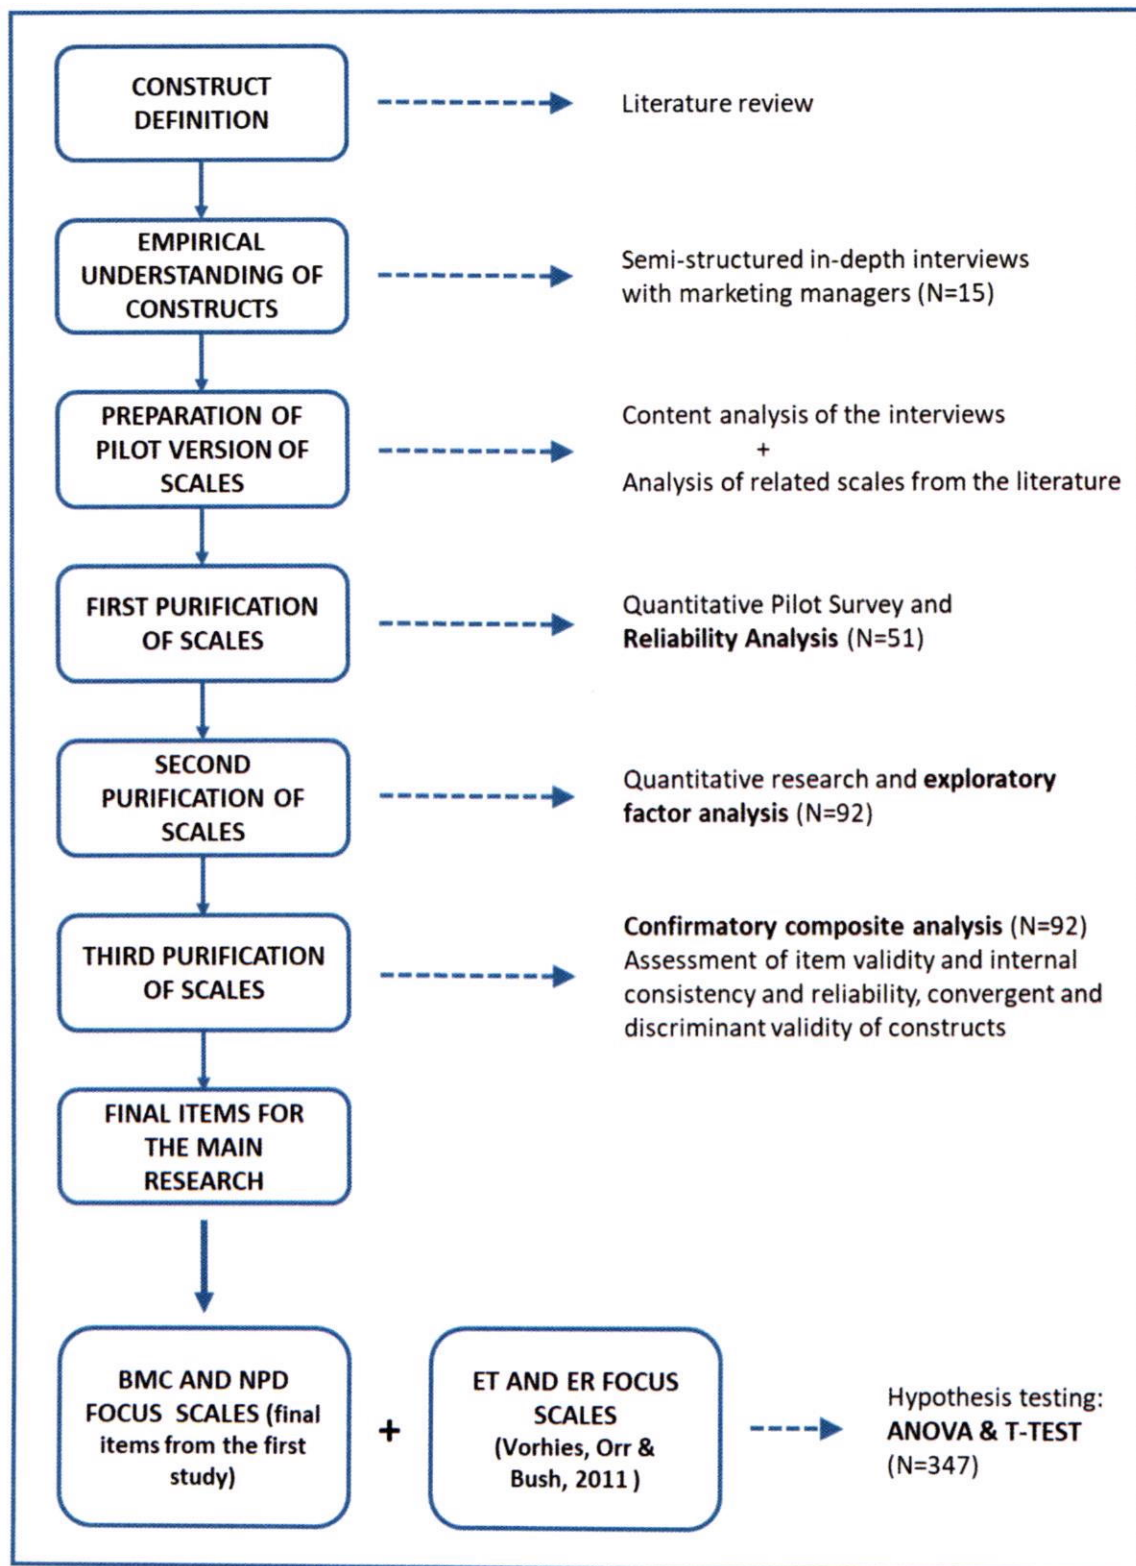 CONSTRUCT
DEFINITION
Literature review
EMPIRICAL
UNDERSTANDING OF
CONSTRUCTS
Semi-structured in-depth interviews
with marketing managers (N=15)
PREPARATION OF
PILOT VERSION OF
SCALES
Content analysis of the interviews
+
Analysis of related scales from the literature
FIRST PURIFICATION
OF SCALES
Quantitative Pilot Survey and
Reliability Analysis (N=51)
SECOND
PURIFICATION OF
SCALES
Quantitative research and exploratory
factor analysis (N=92)
THIRD PURIFICATION
OF SCALES
Confirmatory composite analysis (N=92)
Assessment of item validity and internal
consistency and reliability, convergent and
discriminant validity of constructs
FINAL ITEMS FOR
THE MAIN
RESEARCH
BMC AND NPD
FOCUS SCALES (final
items from the first
study)
+
ET AND ER FOCUS
SCALES
(Vorhies, Orr &
Bush, 2011)
Hypothesis testing:
ANOVA & T-TEST
(N=347)